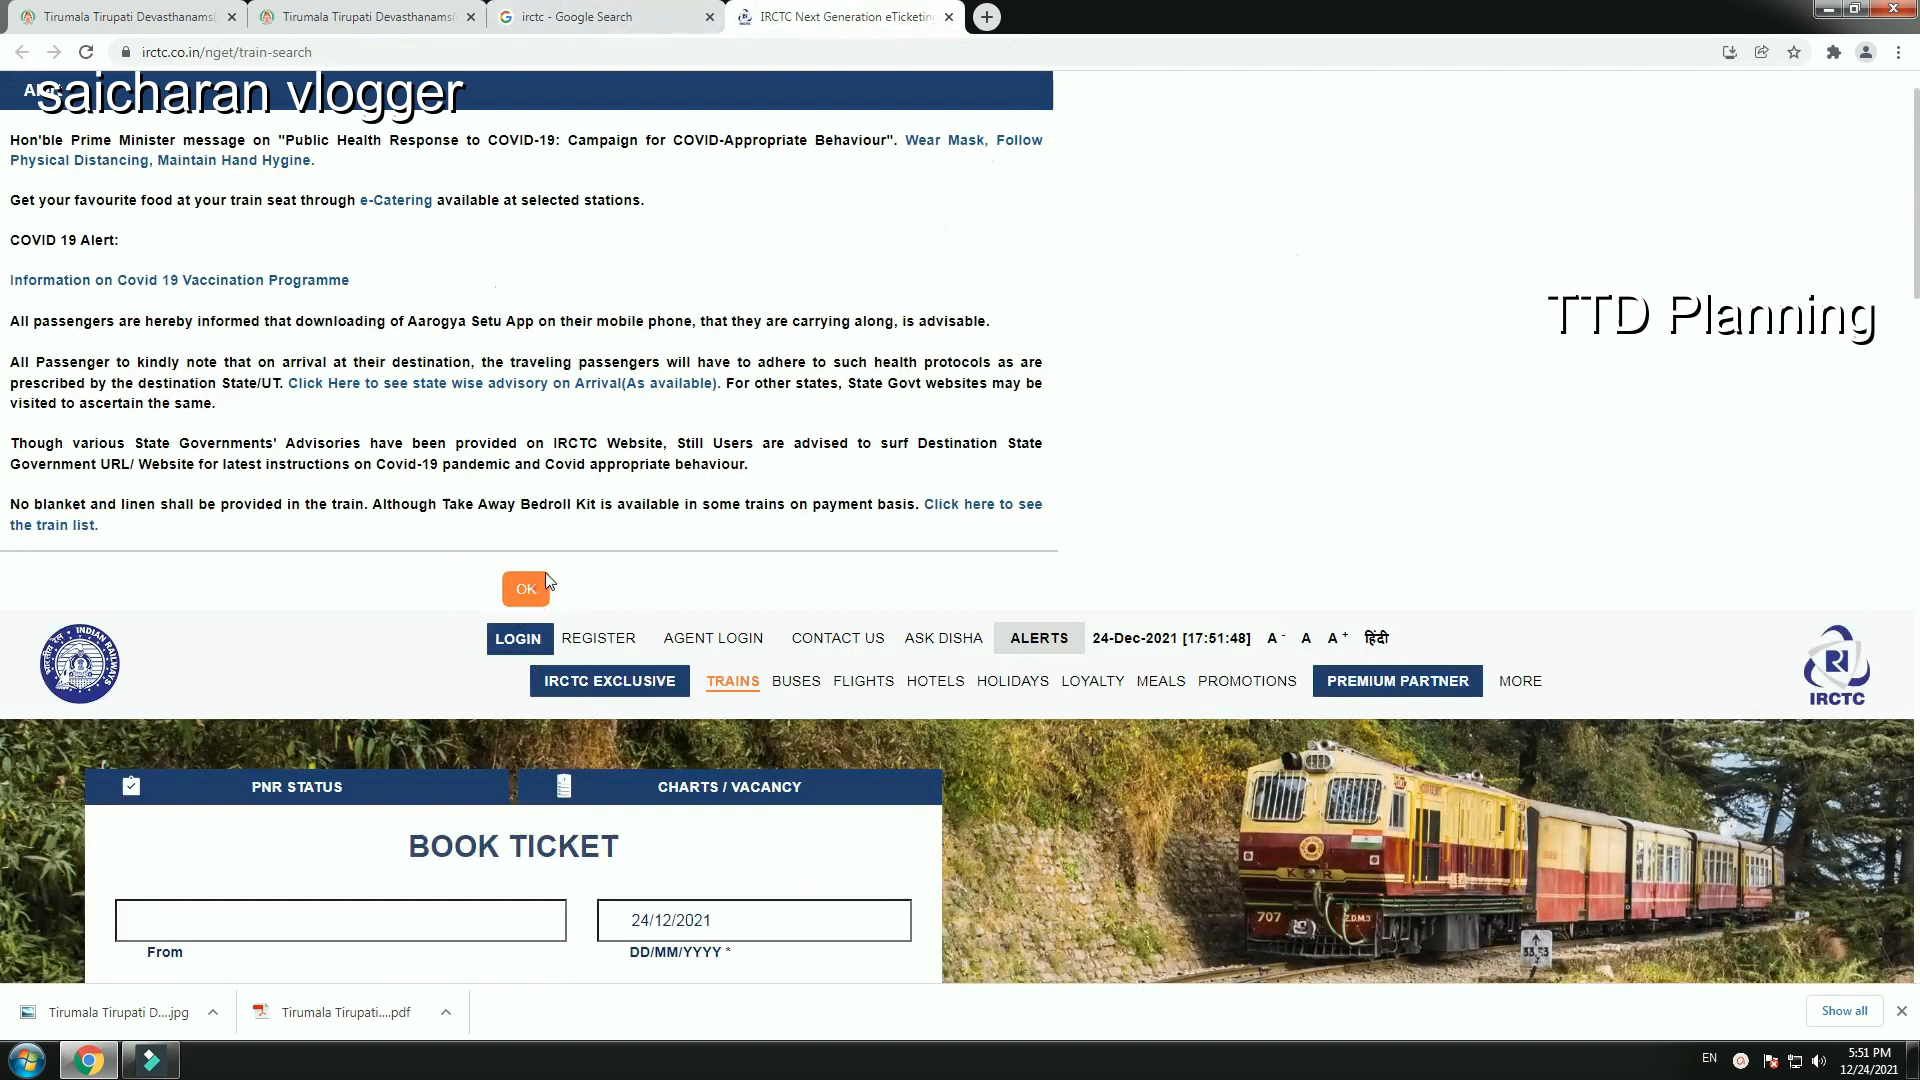 Tirumala Tirupati Devasthanams(
Tirumala Tirupati Devasthanams(
irctc - Google Search
IRCTC Next Generation eTicketing
irctc.co.in/nget/train-search
saicharan vlogger
Hon'ble Prime Minister message on "Public Health Response to COVID-19: Campaign for COVID-Appropriate Behaviour". Wear Mask, Follow
Physical Distancing, Maintain Hand Hygine.
Get your favourite food at your train seat through e-Catering available at selected stations.
COVID 19 Alert:
Information on Covid 19 Vaccination Programme
TTD Planning
All passengers are hereby informed that downloading of Aarogya Setu App on their mobile phone, that they are carrying along, is advisable.
All Passenger to kindly note that on arrival at their destination, the traveling passengers will have to adhere to such health protocols as are
prescribed by the destination State/UT. Click Here to see state wise advisory on Arrival(As available). For other states, State Govt websites may be
visited to ascertain the same.
Though various State Governments' Advisories have been provided on IRCTC Website, Still Users are advised to surf Destination State
Government URL/ Website for latest instructions on Covid-19 pandemic and Covid appropriate behaviour.
No blanket and linen shall be provided in the train. Although Take Away Bedroll Kit is available in some trains on payment basis. Click here to see
the train list.
OK
LOGIN REGISTER AGENT LOGIN CONTACT US ASK DISHA ALERTS 24-Dec-2021 [17:51:48] A - A A + हिंदी
IRCTC EXCLUSIVE TRAINS BUSES FLIGHTS HOTELS HOLIDAYS LOYALTY MEALS PROMOTIONS PREMIUM PARTNER MORE
INDIAN RAILWAYS
भारतीय रेल
IRCTC
PNR STATUS
CHARTS / VACANCY
BOOK TICKET
From
24/12/2021
DD/MM/YYYY *
KSR
707
Z.D.M.3
33.53
Tirumala Tirupati D....jpg
Tirumala Tirupati....pdf
Show all
EN
5:51 PM
12/24/2021